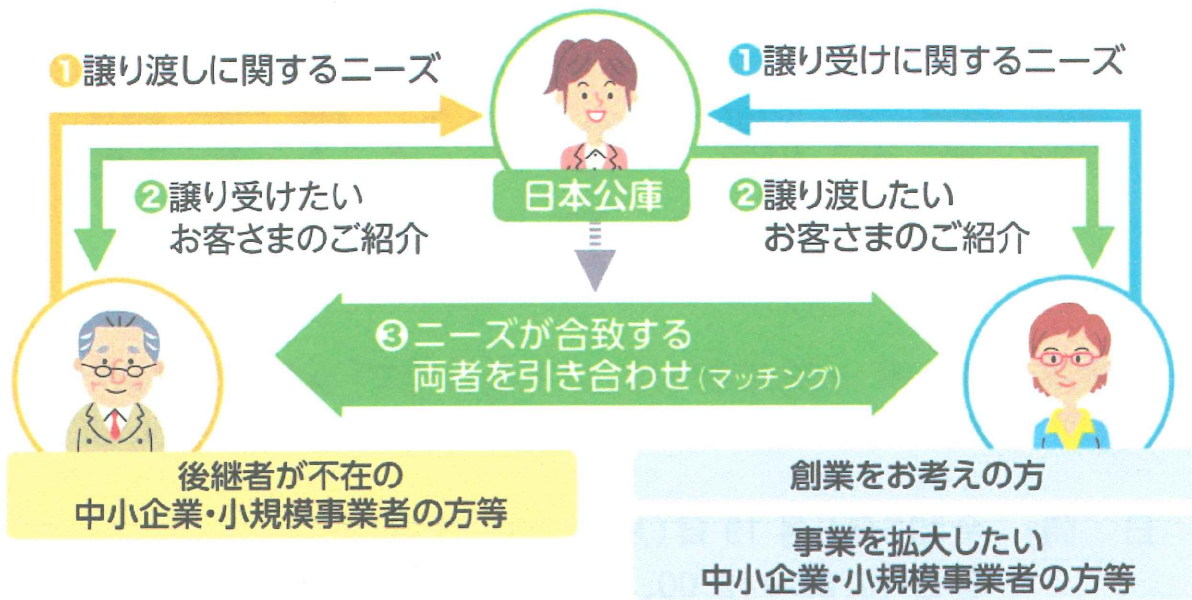 ❶譲り渡しに関するニーズ
❶譲り受けに関するニーズ
❷譲り受けたい
お客さまのご紹介
日本公庫
❷譲り渡したい
お客さまのご紹介
❸ニーズが合致する
両者を引き合わせ(マッチング)
後継者が不在の
中小企業・小規模事業者の方等
創業をお考えの方
事業を拡大したい
中小企業・小規模事業者の方等